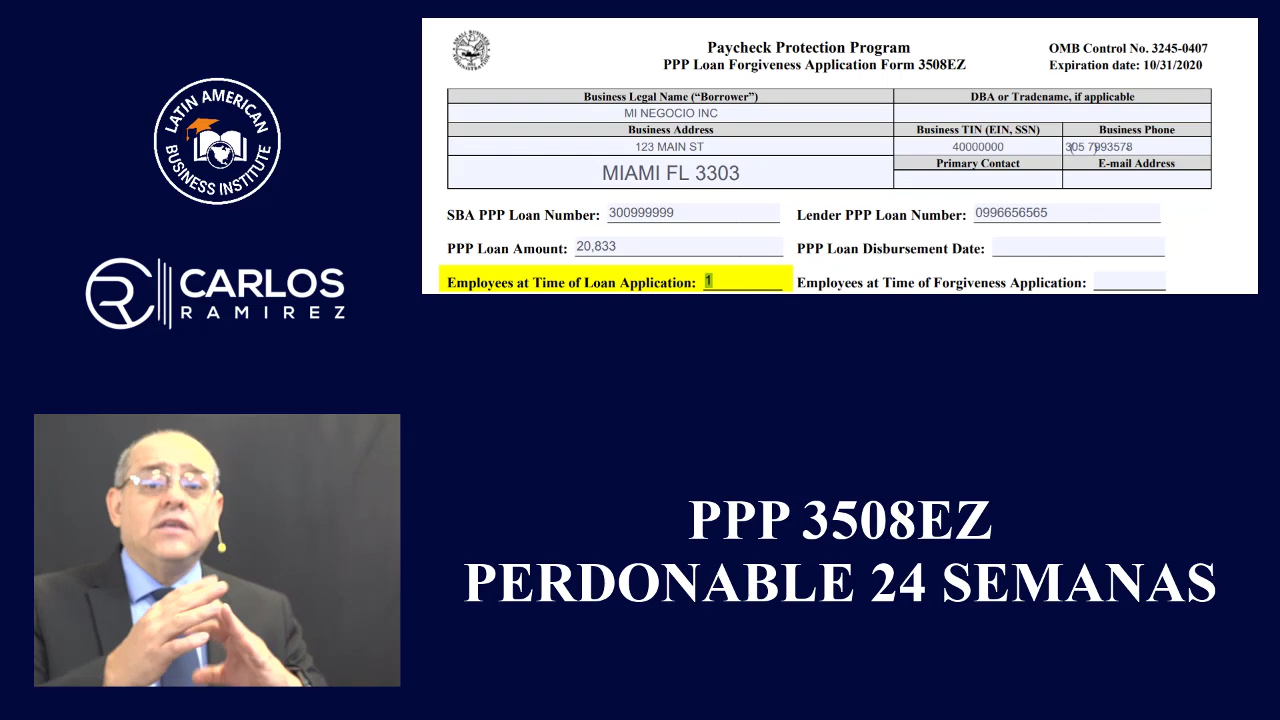 LATIN AMERICAN
BUSINESS INSTITUTE
CARLOS
RAMIREZ
Paycheck Protection Program
PPP Loan Forgiveness Application Form 3508EZ
OMB Control No. 3245-0407
Expiration date: 10/31/2020
Business Legal Name (“Borrower”)
DBA or Tradename, if applicable
MI NEGOCIO INC
Business Address
Business TIN (EIN, SSN)
Business Phone
123 MAIN ST
40000000
305 7993578
Primary Contact
E-mail Address
MIAMI FL 3303
SBA PPP Loan Number: 300999999
Lender PPP Loan Number: 0996656565
PPP Loan Amount: 20,833
PPP Loan Disbursement Date:
Employees at Time of Loan Application: 1
Employees at Time of Forgiveness Application:
PPP 3508EZ
PERDONABLE 24 SEMANAS